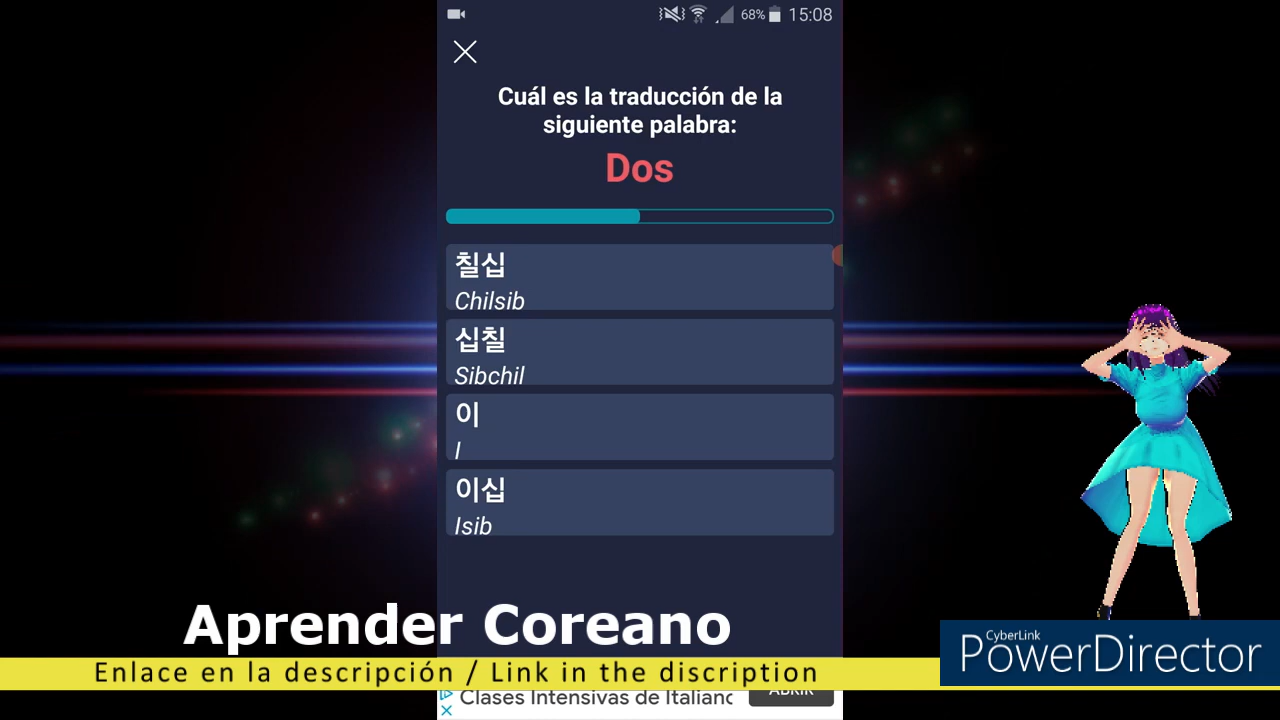 68% 15:08
Cuál es la traducción de la
siguiente palabra:
Dos
칠십
Chilsib
십칠
Sibchil
이
I
이십
Isib
Aprender Coreano
Enlace en la descripción / Link in the discription
CyberLink
PowerDirector
Clases Intensivas de Italiano
ABRIR